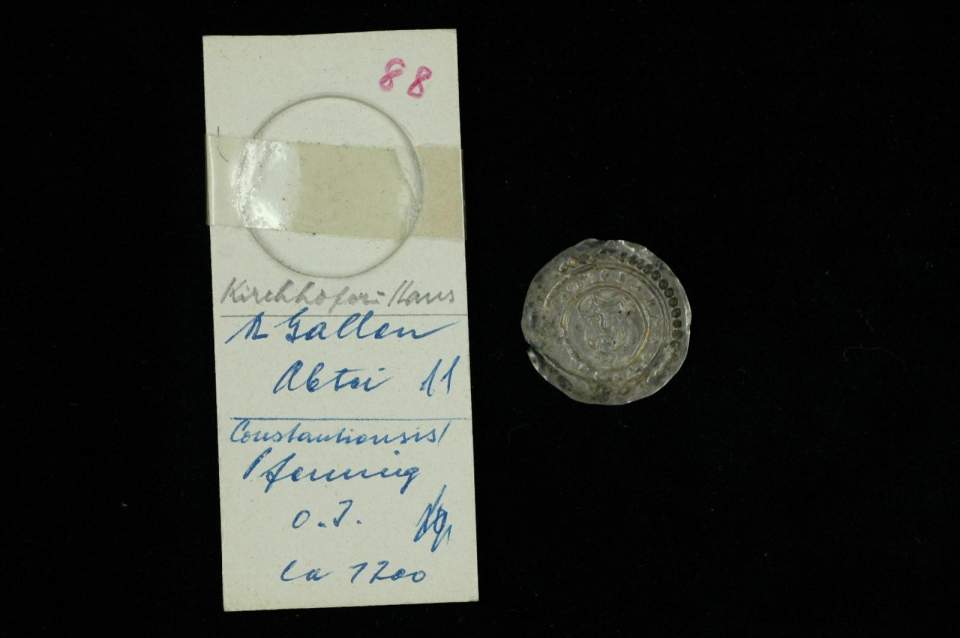 88
Kirchhofer: Haus
St Gallen
Abtei 11
Constantiensis/
Pfennig
o. J.
Ca 1200